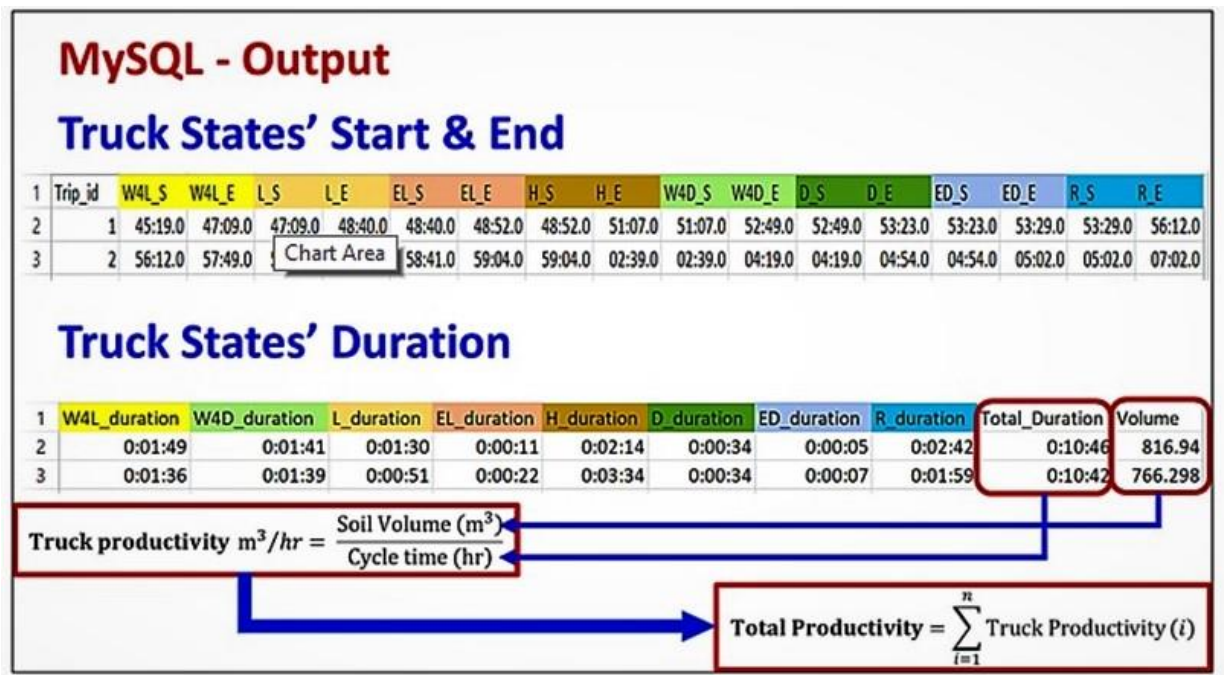 MySQL - Output
Truck States' Start & End
1 Trip_id W4L_S W4L_E L_S L_E EL_S EL_E H_S H_E W4D_S W4D_E D_S D_E ED_S ED_E R_S R_E
2 1 45:19.0 47:09.0 47:09.0 48:40.0 48:40.0 48:52.0 48:52.0 51:07.0 51:07.0 52:49.0 52:49.0 53:23.0 53:23.0 53:29.0 53:29.0 56:12.0
3 2 56:12.0 57:49.0 Chart Area 58:41.0 59:04.0 59:04.0 02:39.0 02:39.0 04:19.0 04:19.0 04:54.0 04:54.0 05:02.0 05:02.0 07:02.0
Truck States' Duration
1 W4L_duration W4D_duration L_duration EL_duration H_duration D_duration ED_duration R_duration Total_Duration Volume
2 0:01:49 0:01:41 0:01:30 0:00:11 0:02:14 0:00:34 0:00:05 0:02:42 0:10:46 816.94
3 0:01:36 0:01:39 0:00:51 0:00:22 0:03:34 0:00:34 0:00:07 0:01:59 0:10:42 766.298
Truck productivity m³/hr = Soil Volume (m³) / Cycle time (hr)
Total Productivity = ∑ⁿᵢ₌₁ Truck Productivity (i)